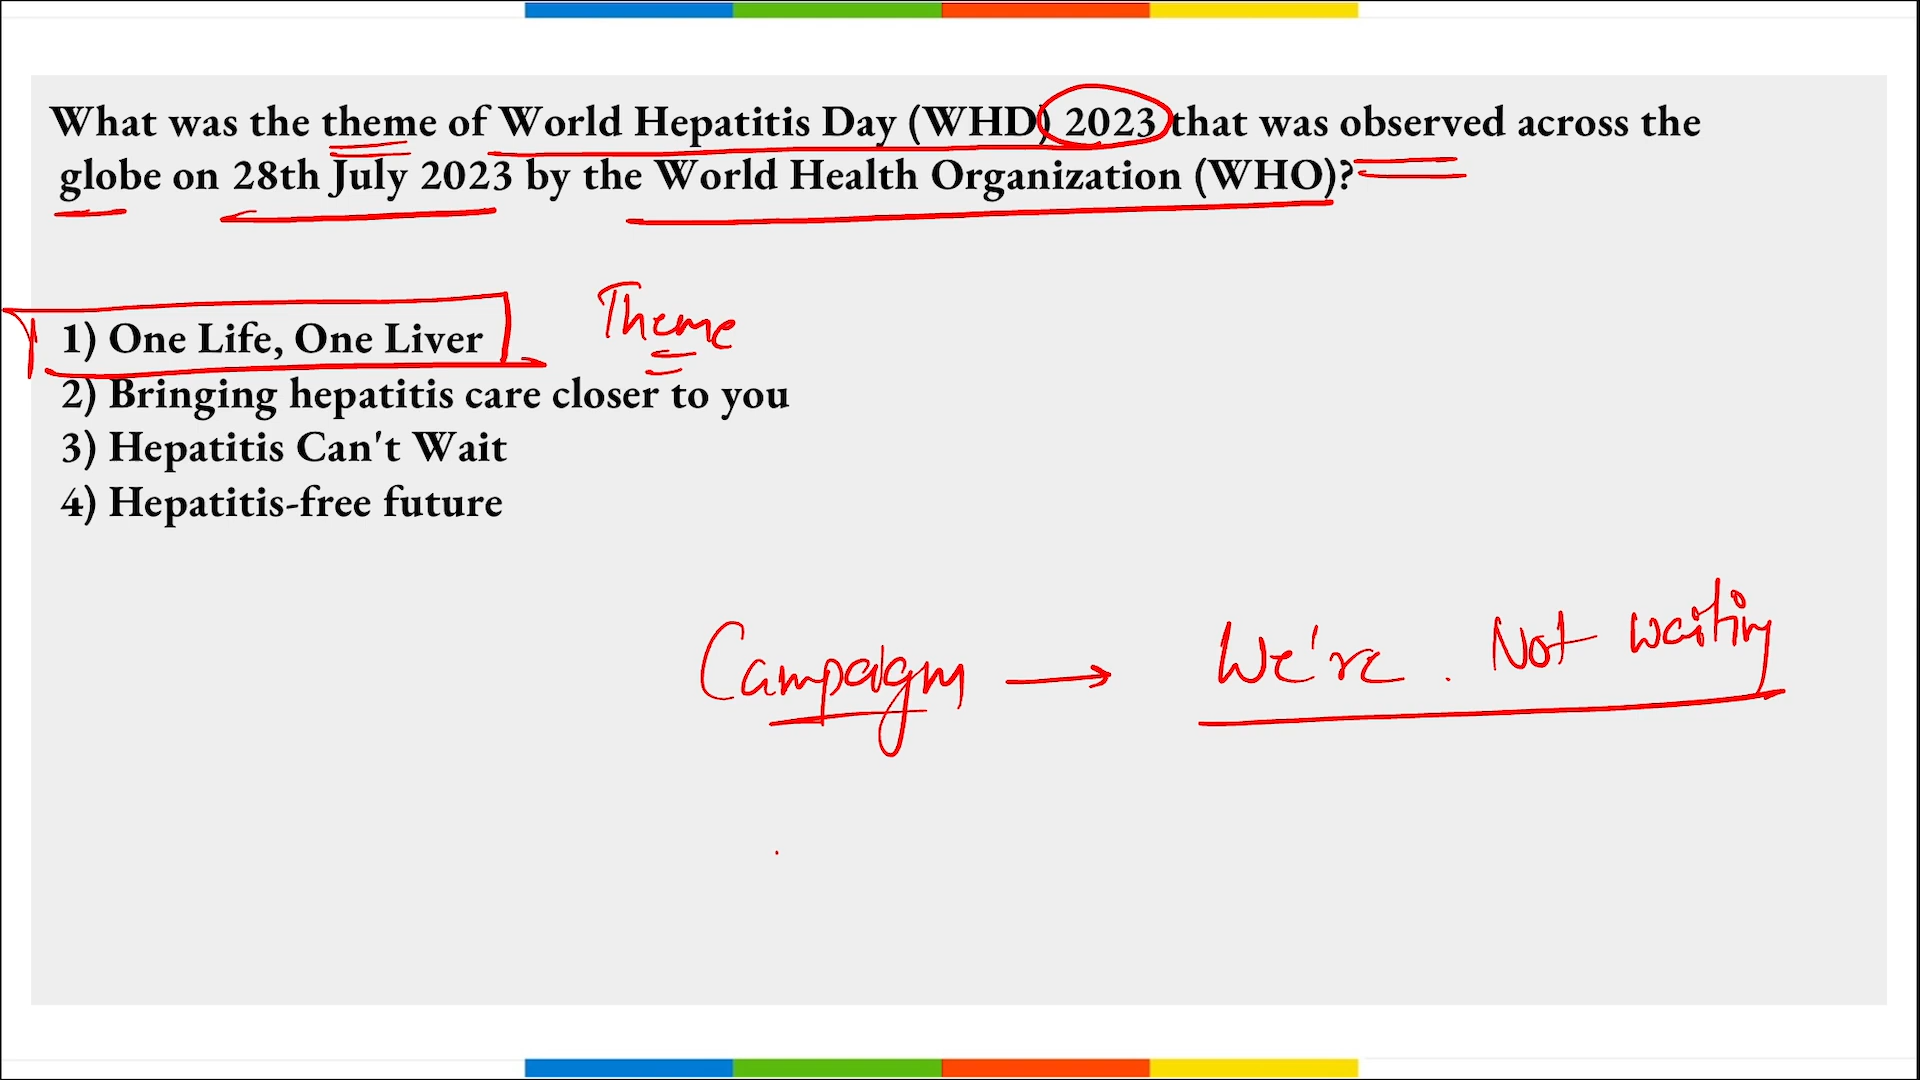 What was the theme of World Hepatitis Day (WHD) 2023 that was observed across the
globe on 28th July 2023 by the World Health Organization (WHO)?
1) One Life, One Liver
Theme
2) Bringing hepatitis care closer to you
3) Hepatitis Can't Wait
4) Hepatitis-free future
Campaign → We're. Not waiting